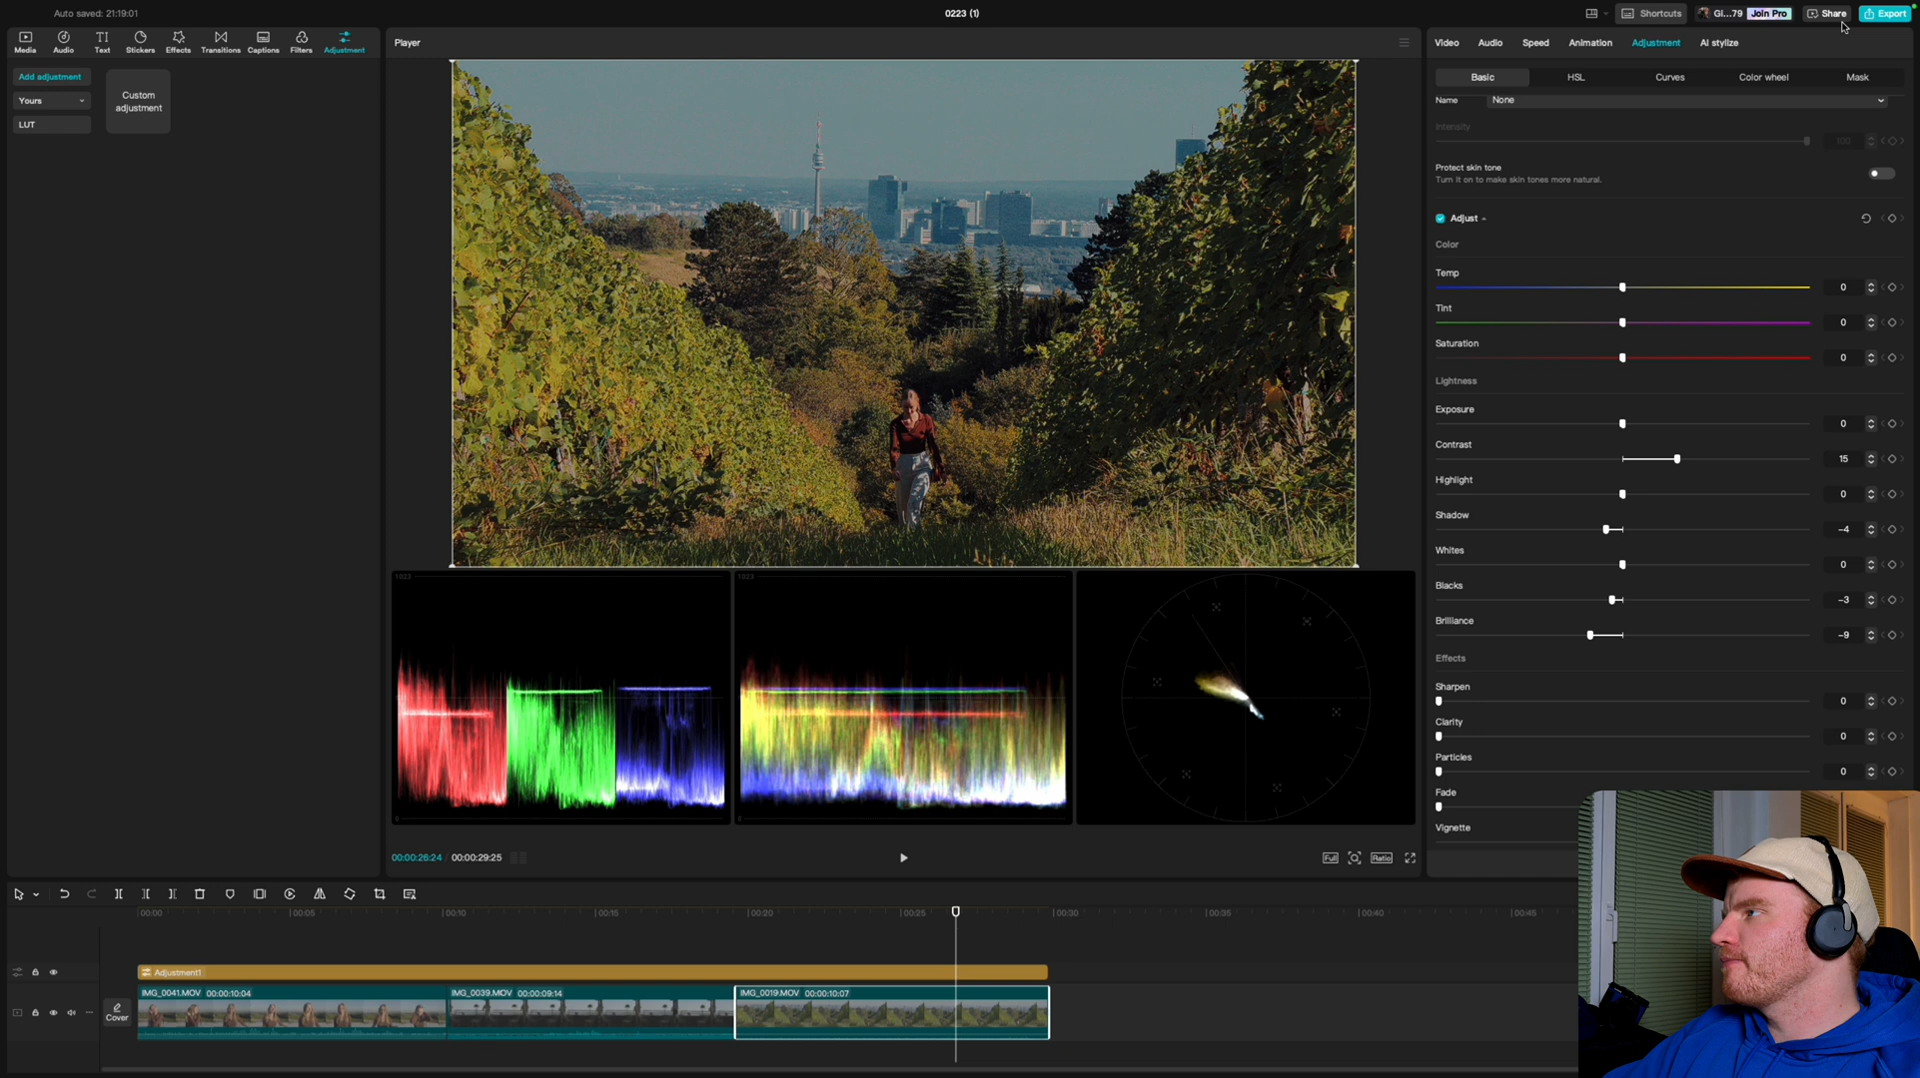 Auto saved: 21:19:01
0223 (1)
Shortcuts
Gl...79
Join Pro
Share
Export
Media
Audio
Text
Stickers
Effects
Transitions
Captions
Filters
Adjustment
Player
Video
Audio
Speed
Animation
Adjustment
AI stylize
Add adjustment
Yours
LUT
Custom
adjustment
Basic
HSL
Curves
Color wheel
Mask
Name
None
Intensity
100
Protect skin tone
Turn it on to make skin tones more natural.
Adjust
Color
Temp
0
Tint
0
Saturation
0
Lightness
Exposure
0
Contrast
15
Highlight
0
Shadow
-4
Whites
0
Blacks
-3
Brilliance
-9
Effects
Sharpen
0
Clarity
0
Particles
0
Fade
Vignette
1023
1023
0
0
00:00:26:24 / 00:00:29:25
Full
Ratio
00:00
00:05
00:10
00:15
00:20
00:25
00:30
00:35
00:40
00:45
Adjustment1
Cover
IMG_0041.MOV 00:00:10:04
IMG_0039.MOV 00:00:09:14
IMG_0019.MOV 00:00:10:07